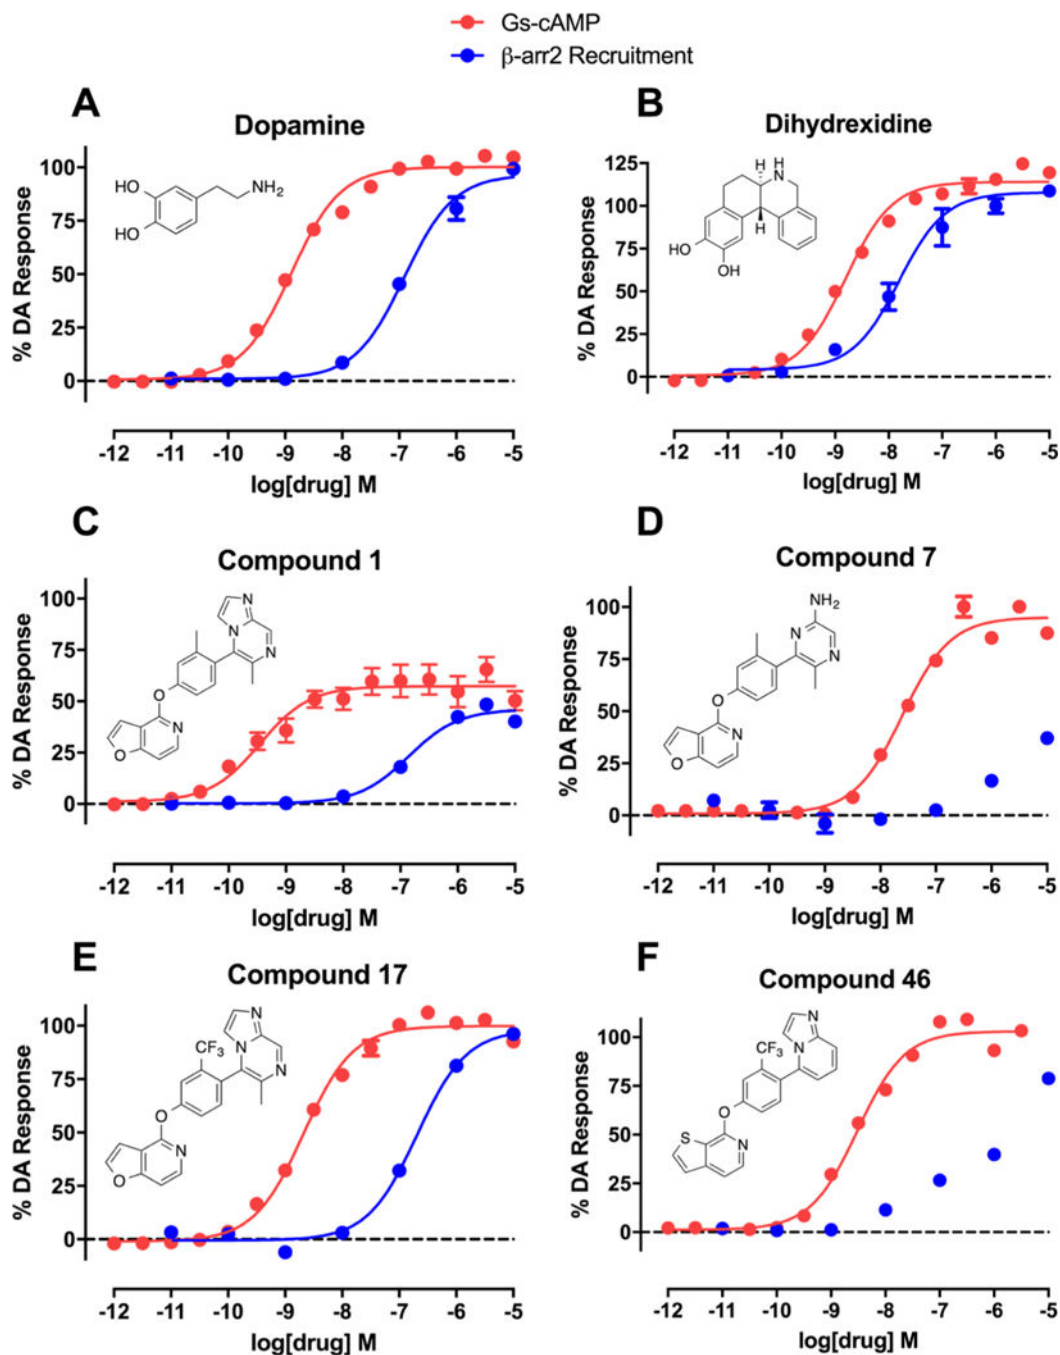 Gs-cAMP
β-arr2 Recruitment
A
Dopamine
% DA Response
100
75
50
25
0
HO
HO
NH2
-12 -11 -10 -9 -8 -7 -6 -5
log[drug] M
B
Dihydrexidine
% DA Response
125
100
75
50
25
0
H
H
N
H
HO
OH
-12 -11 -10 -9 -8 -7 -6 -5
log[drug] M
C
Compound 1
% DA Response
100
75
50
25
0
N
N
N
O
N
O
-12 -11 -10 -9 -8 -7 -6 -5
log[drug] M
D
Compound 7
% DA Response
100
75
50
25
0
NH2
N
N
O
N
O
-12 -11 -10 -9 -8 -7 -6 -5
log[drug] M
E
Compound 17
% DA Response
100
75
50
25
0
N
CF3
N
N
O
N
O
-12 -11 -10 -9 -8 -7 -6 -5
log[drug] M
F
Compound 46
% DA Response
100
75
50
25
0
N
CF3
N
O
S
N
-12 -11 -10 -9 -8 -7 -6 -5
log[drug] M